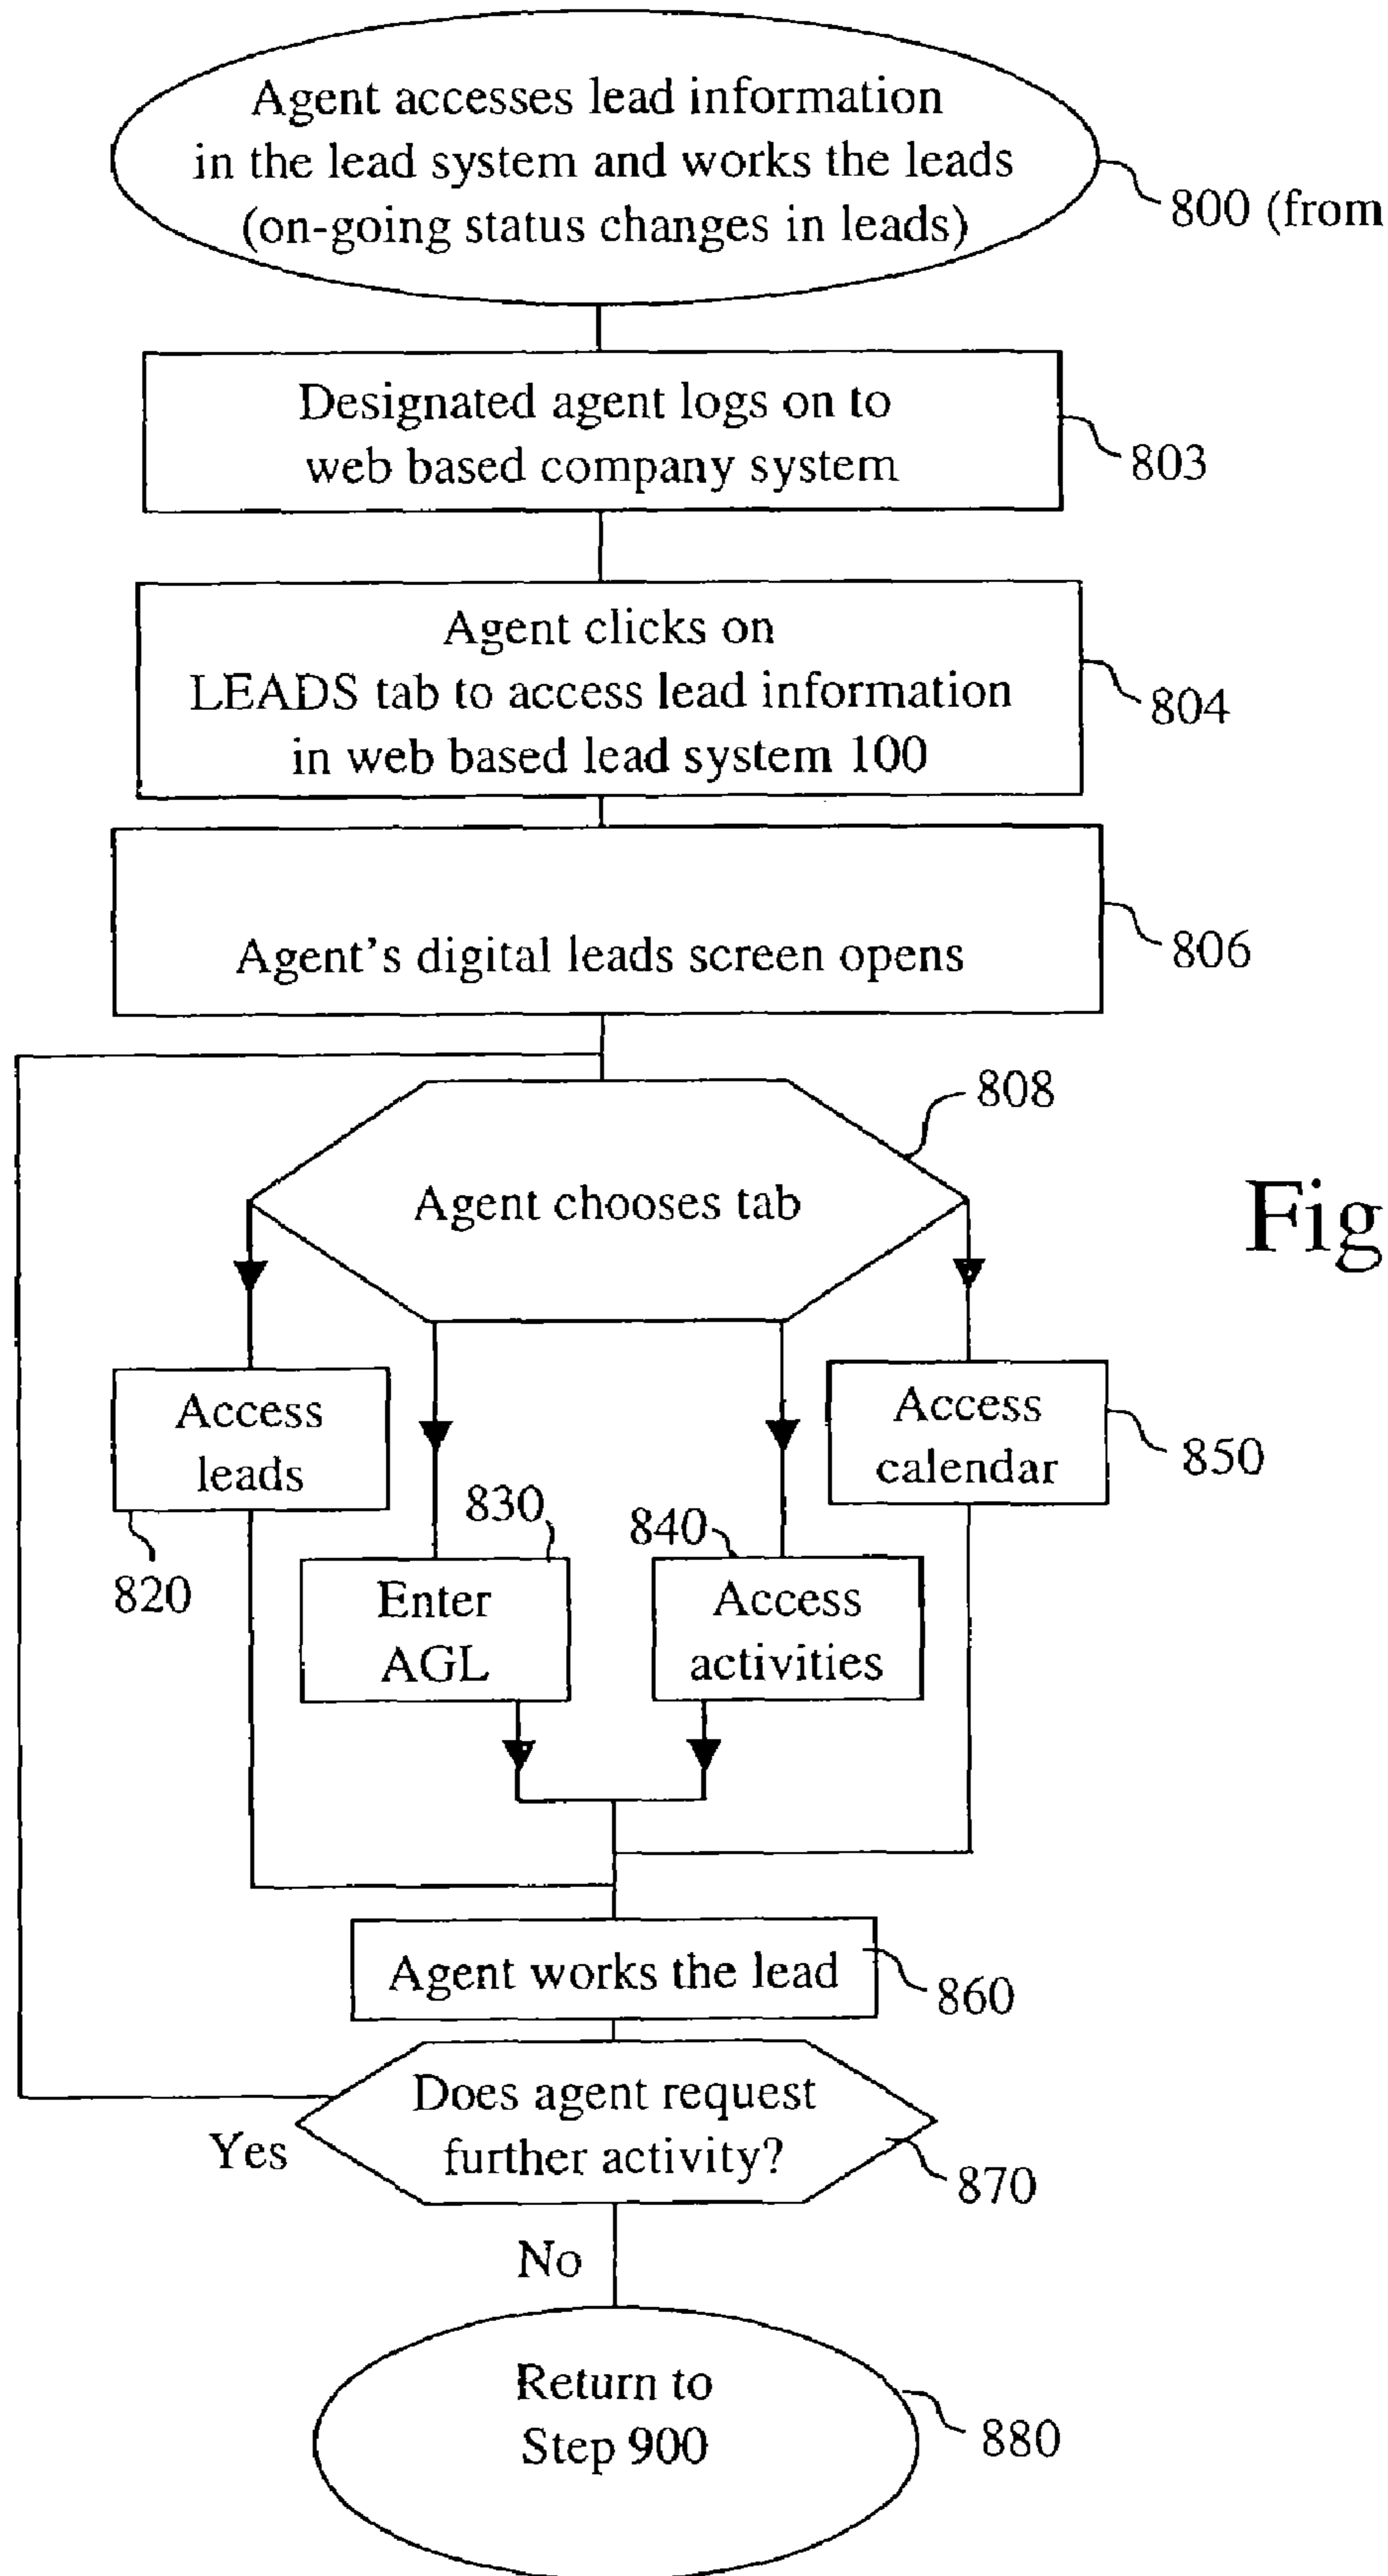 Agent accesses lead information
in the lead system and works the leads
(on-going status changes in leads)
800 (from
Designated agent logs on to
web based company system
803
Agent clicks on
LEADS tab to access lead information
in web based lead system 100
804
Agent's digital leads screen opens
806
808
Agent chooses tab
Fig
Access
leads
820
830
Enter
AGL
840
Access
activities
Access
calendar
850
Agent works the lead
860
Does agent request
further activity?
870
Yes
No
Return to
Step 900
880